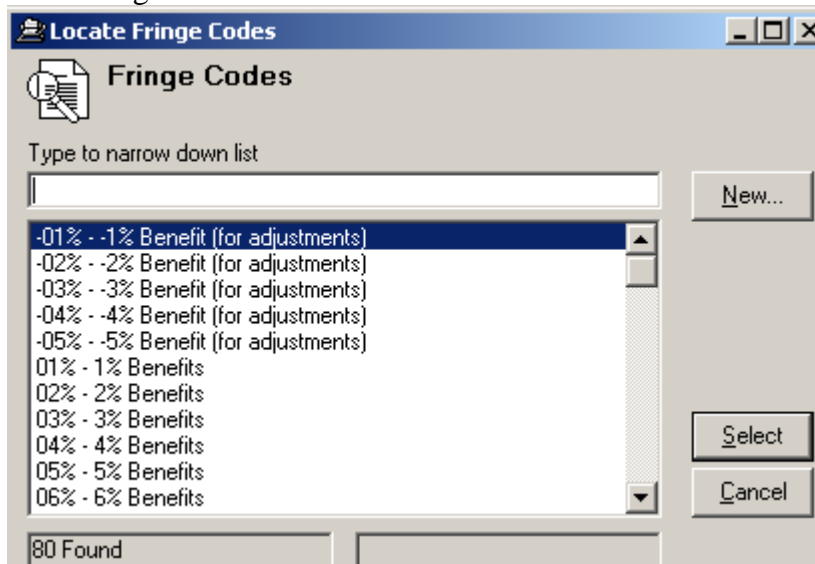 Locate Fringe Codes
Fringe Codes
Type to narrow down list
New...
-01% - -1% Benefit (for adjustments)
-02% - -2% Benefit (for adjustments)
-03% - -3% Benefit (for adjustments)
-04% - -4% Benefit (for adjustments)
-05% - -5% Benefit (for adjustments)
01% - 1% Benefits
02% - 2% Benefits
03% - 3% Benefits
04% - 4% Benefits
05% - 5% Benefits
06% - 6% Benefits
Select
Cancel
80 Found